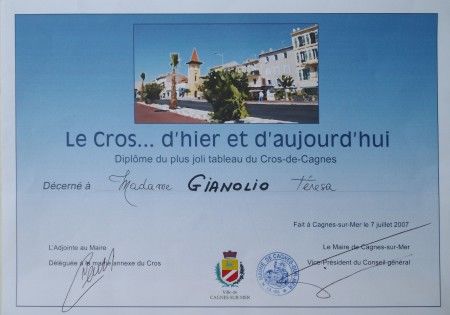 Le Cros... d'hier et d'aujourd'hui
Diplôme du plus joli tableau du Cros-de-Cagnes
Décerné à Madame GIANOLIO Téresa
Fait à Cagnes-sur-Mer le 7 juillet 2007
L'Adjointe au Maire
Déléguée à la mairie annexe du Cros
Le Maire de Cagnes-sur-Mer
Vice-Président du Conseil général
Ville de
CAGNES-SUR-MER